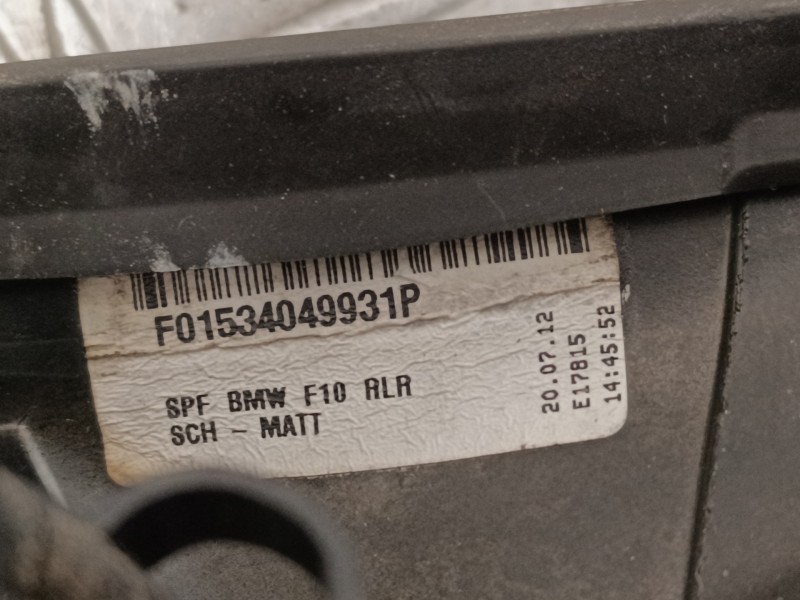 F01534049931P
SPF BMW F10 RLR
SCH - MATT
20.07.12
E17815
14:45:52